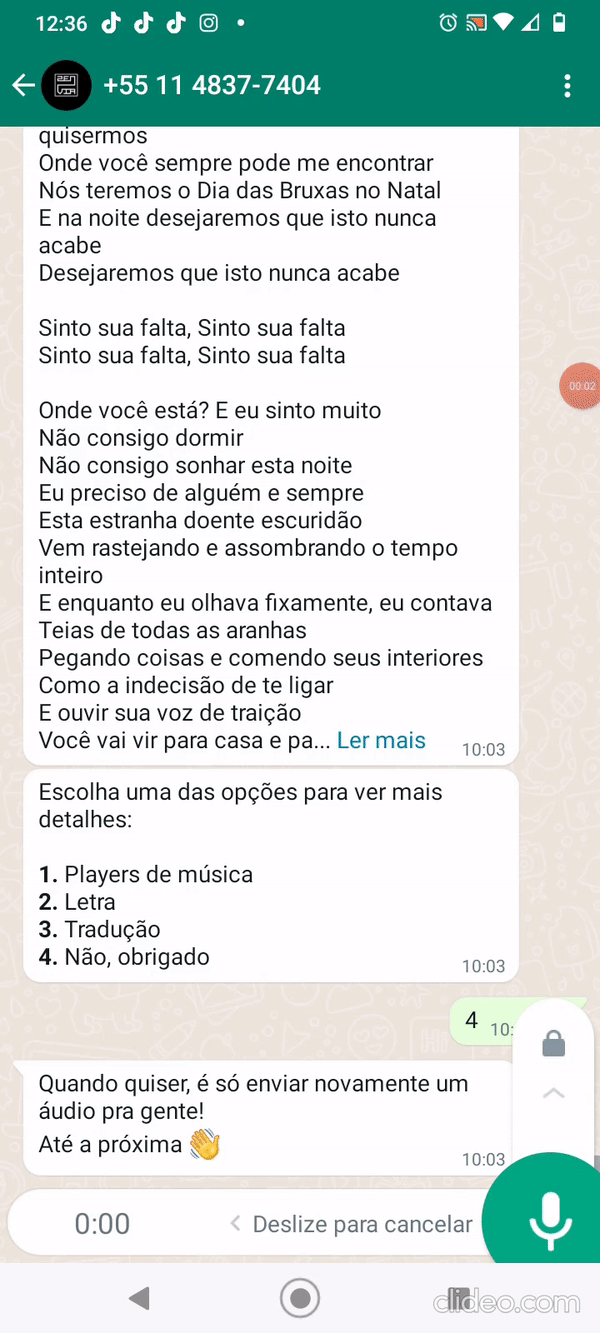 12:36
+55 11 4837-7404
quisermos
Onde você sempre pode me encontrar
Nós teremos o Dia das Bruxas no Natal
E na noite desejaremos que isto nunca
acabe
Desejaremos que isto nunca acabe
Sinto sua falta, Sinto sua falta
Sinto sua falta, Sinto sua falta
00:02
Onde você está? E eu sinto muito
Não consigo dormir
Não consigo sonhar esta noite
Eu preciso de alguém e sempre
Esta estranha doente escuridão
Vem rastejando e assombrando o tempo
inteiro
E enquanto eu olhava fixamente, eu contava
Teias de todas as aranhas
Pegando coisas e comendo seus interiores
Como a indecisão de te ligar
E ouvir sua voz de traição
Você vai vir para casa e pa... Ler mais 10:03
Escolha uma das opções para ver mais
detalhes:
1. Players de música
2. Letra
3. Tradução
4. Não, obrigado
10:03
4 10:
Quando quiser, é só enviar novamente um
áudio pra gente!
Até a próxima 👋
10:03
0:00 Deslize para cancelar
clideo.com